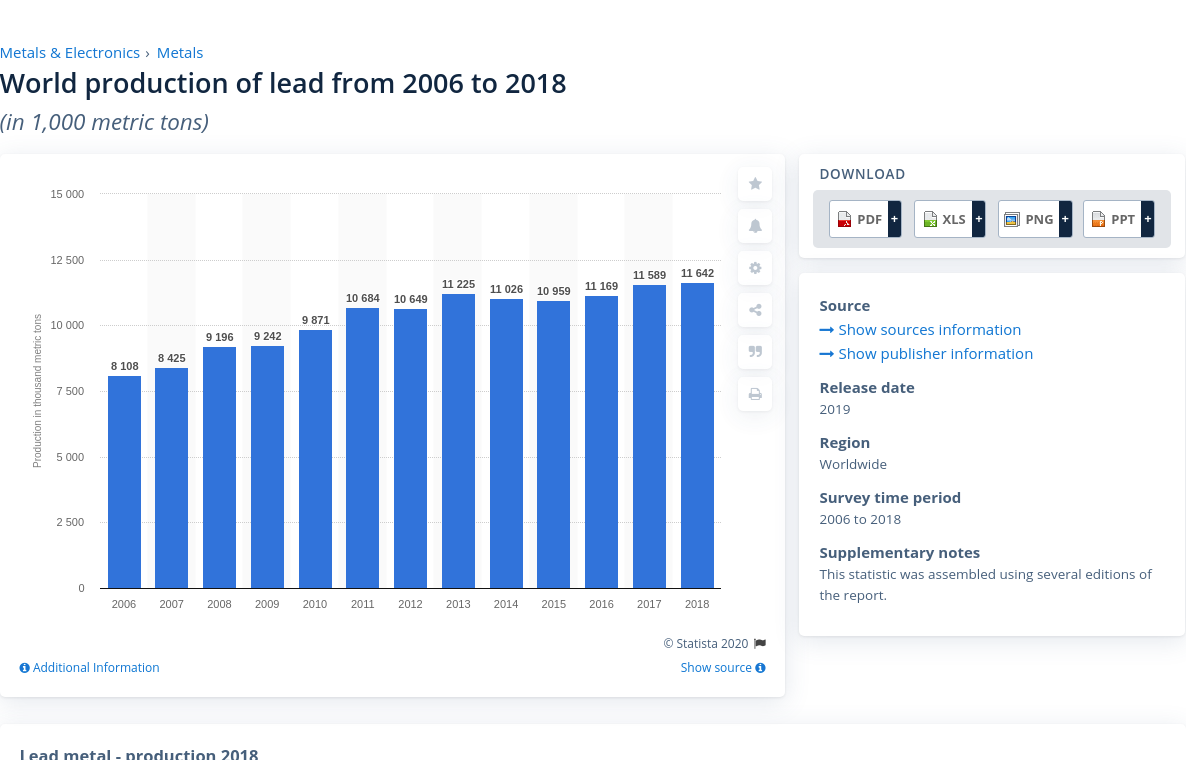 Metals & Electronics › Metals
World production of lead from 2006 to 2018
(in 1,000 metric tons)
Production in thousand metric tons
15 000
12 500
10 000
7 500
5 000
2 500
0
8 108
8 425
9 196
9 242
9 871
10 684
10 649
11 225
11 026
10 959
11 169
11 589
11 642
2006 2007 2008 2009 2010 2011 2012 2013 2014 2015 2016 2017 2018
© Statista 2020
Additional Information
Show source
DOWNLOAD
PDF + XLS + PNG + PPT +
Source
Show sources information
Show publisher information
Release date
2019
Region
Worldwide
Survey time period
2006 to 2018
Supplementary notes
This statistic was assembled using several editions of
the report.
Lead metal - production 2018